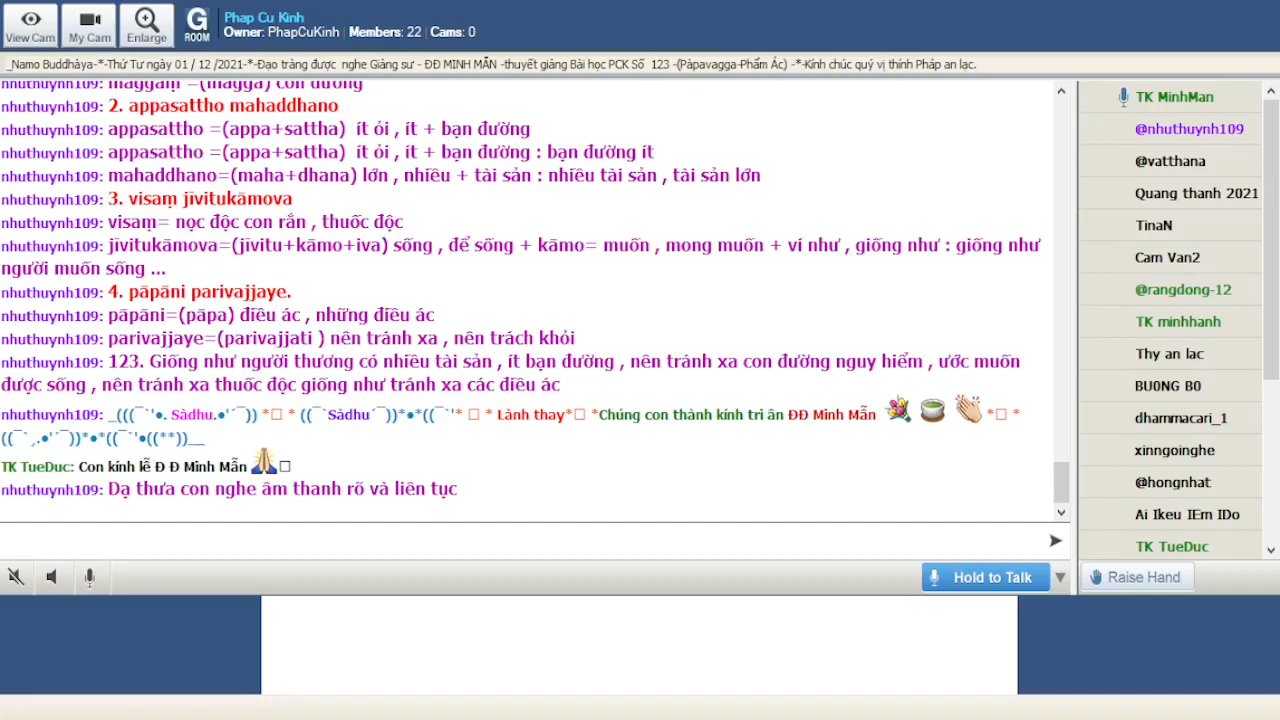 View Cam
My Cam
Enlarge
G
ROOM
Phap Cu Kinh
Owner: PhapCuKinh | Members: 22 | Cams: 0
_Namo Buddhàya-*-Thứ Tư ngày 01 / 12 /2021-*-Đạo tràng được nghe Giảng sư - ĐĐ MINH MẪN -thuyết giảng Bài học PCK Số 123 -(Pàpavagga-Phẩm Ác) -*-Kính chúc quý vị thính Pháp an lạc.
nhuthuynh109: maggaṃ =(magga) con đường
nhuthuynh109: 2. appasattho mahaddhano
nhuthuynh109: appasattho =(appa+sattha) ít ỏi , ít + bạn đường
nhuthuynh109: appasattho =(appa+sattha) ít ỏi , ít + bạn đường : bạn đường ít
nhuthuynh109: mahaddhano=(maha+dhana) lớn , nhiều + tài sản : nhiều tài sản , tài sản lớn
nhuthuynh109: 3. visaṃ jīvitukāmova
nhuthuynh109: visaṃ= nọc độc con rắn , thuốc độc
nhuthuynh109: jīvitukāmova=(jīvitu+kāmo+iva) sống , để sống + kāmo= muốn , mong muốn + ví như , giống như : giống như
người muốn sống ...
nhuthuynh109: 4. pāpāni parivajjaye.
nhuthuynh109: pāpāni=(pāpa) điều ác , những điều ác
nhuthuynh109: parivajjaye=(parivajjati ) nên tránh xa , nên trách khỏi
nhuthuynh109: 123. Giống như người thương có nhiều tài sản , ít bạn đường , nên tránh xa con đường nguy hiểm , ước muốn
được sống , nên tránh xa thuốc độc giống như tránh xa các điều ác
nhuthuynh109: _(((¯`'•. Sàdhu.•'´¯)) *□ * ((¯`Sàdhu´¯))*•*((¯`'* □ * Lành thay*□ *Chúng con thành kính tri ân ĐĐ Minh Mẫn 💐 🍵 👏 *□ *
((¯`¸.•'´¯))*•*((¯`'•((**))__
TK TueDuc: Con kính lễ Đ Đ Minh Mẫn 🙏□
nhuthuynh109: Dạ thưa con nghe âm thanh rõ và liên tục
Hold to Talk
TK MinhMan
@nhuthuynh109
@vatthana
Quang thanh 2021
TinaN
Cam Van2
@rangdong-12
TK minhhanh
Thy an lac
BU0NG B0
dhammacari_1
xinngoinghe
@hongnhat
Ai Ikeu IEm IDo
TK TueDuc
Raise Hand